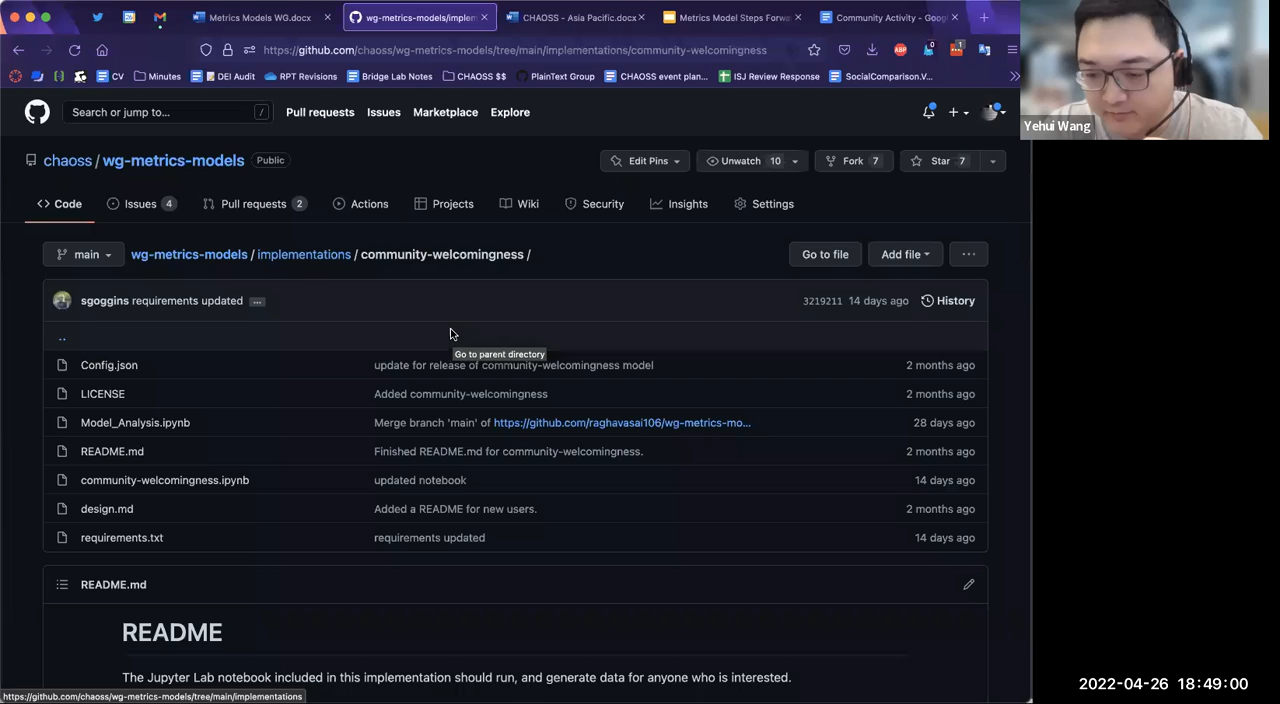 Metrics Models WG.docx
wg-metrics-models/implem
CHAOSS - Asia Pacific.docx
Metrics Model Steps Forwa
Community Activity - Goog
https://github.com/chaoss/wg-metrics-models/tree/main/implementations/community-welcomingness
CV
Minutes
DEI Audit
RPT Revisions
Bridge Lab Notes
CHAOSS $$
PlainText Group
CHAOSS event plan...
ISJ Review Response
SocialComparison.V...
Yehui Wang
Search or jump to...
/
Pull requests
Issues
Marketplace
Explore
chaoss / wg-metrics-models
Public
Edit Pins
Unwatch 10
Fork 7
Star 7
Code
Issues 4
Pull requests 2
Actions
Projects
Wiki
Security
Insights
Settings
main
wg-metrics-models / implementations / community-welcomingness /
Go to file
Add file
...
sgoggins requirements updated ...
3219211 14 days ago
History
..
Go to parent directory
Config.json
update for release of community-welcomingness model
2 months ago
LICENSE
Added community-welcomingness
2 months ago
Model_Analysis.ipynb
Merge branch 'main' of https://github.com/raghavasai106/wg-metrics-mo...
28 days ago
README.md
Finished README.md for community-welcomingness.
2 months ago
community-welcomingness.ipynb
updated notebook
14 days ago
design.md
Added a README for new users.
2 months ago
requirements.txt
requirements updated
14 days ago
README.md
README
The Jupyter Lab notebook included in this implementation should run, and generate data for anyone who is interested.
https://github.com/chaoss/wg-metrics-models/tree/main/implementations
2022-04-26 18:49:00